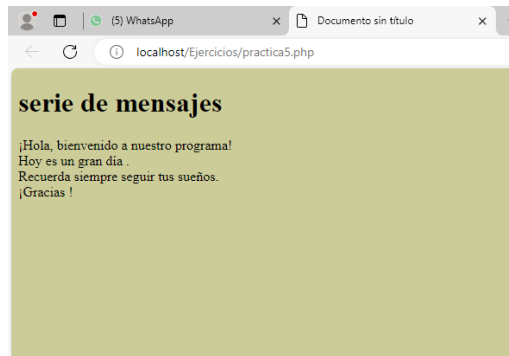 (5) WhatsApp
Documento sin título
localhost/Ejercicios/practica5.php
serie de mensajes
¡Hola, bienvenido a nuestro programa!
Hoy es un gran día .
Recuerda siempre seguir tus sueños.
¡Gracias !